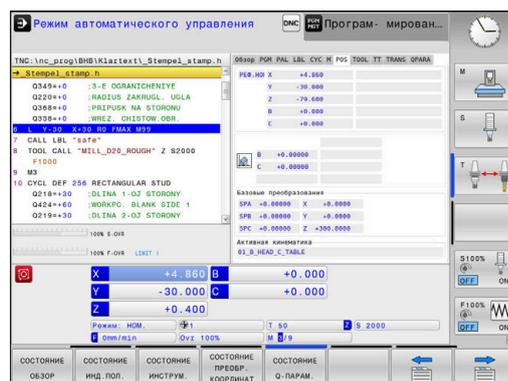 Режим автоматического управления
DNC
PGM MGT
Програм- мирован...
TNC:\nc_prog\BHB\Klartext\_Stempel_stamp.h
→_Stempel_stamp.h
Q349=+0 ;3-E OGRANICHENIYE
Q220=+0 ;RADIUS ZAKRUGL. UGLA
Q368=+0 ;PRIPUSK NA STORONU
Q338=+0 ;WREZ. CHISTOW.OBR.
6 L Y-30 X+30 R0 FMAX M99
7 CALL LBL "safe"
8 TOOL CALL "MILL_D20_ROUGH" Z S2000
F1000
9 M3
10 CYCL DEF 256 RECTANGULAR STUD
Q218=+30 ;DLINA 1-OJ STORONY
Q424=+60 ;WORKPC. BLANK SIDE 1
Q219=+30 ;DLINA 2-OJ STORONY
100% S-OVR
100% F-OVR LIMIT 1
Обзор PGM PAL LBL CYC M POS TOOL TT TRANS QPARA
РЕФ.НОМ X +4.860
Y -30.000
Z -79.600
B +0.000
C +0.000
B +0.00000
C +0.00000
Базовые преобразования
SPA +0.00000 X +0.00000
SPB +0.00000 Y +0.00000
SPC +0.00000 Z +300.0000
Активная кинематика
01_B_HEAD_C_TABLE
X +4.860 B +0.000
Y -30.000 C +0.000
Z +0.400
Режим: НОМ. 1 T 50 Z S 2000
F 0mm/min Ovr 100% M 3/9
M
S
T
S100%
OFF ON
F100%
OFF ON
СОСТОЯНИЕ ОБЗОР
СОСТОЯНИЕ ИНД.ПОЛ.
СОСТОЯНИЕ ИНСТРУМ.
СОСТОЯНИЕ ПРЕОБР. КООРДИНАТ
СОСТОЯНИЕ Q-ПАРАМ.